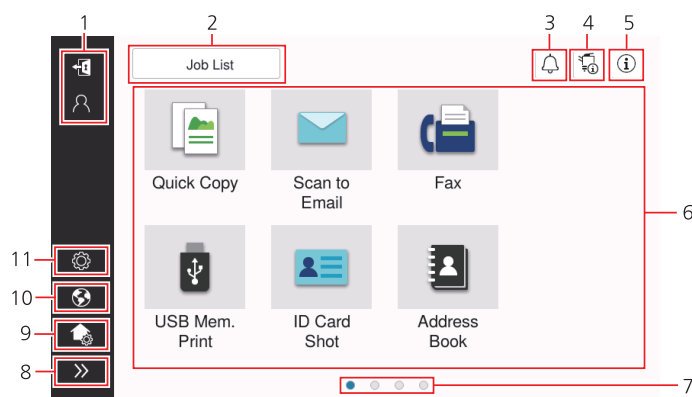 1
2
3
4
5
Job List
Quick Copy
Scan to
Email
Fax
6
USB Mem.
Print
ID Card
Shot
Address
Book
11
10
9
8
7